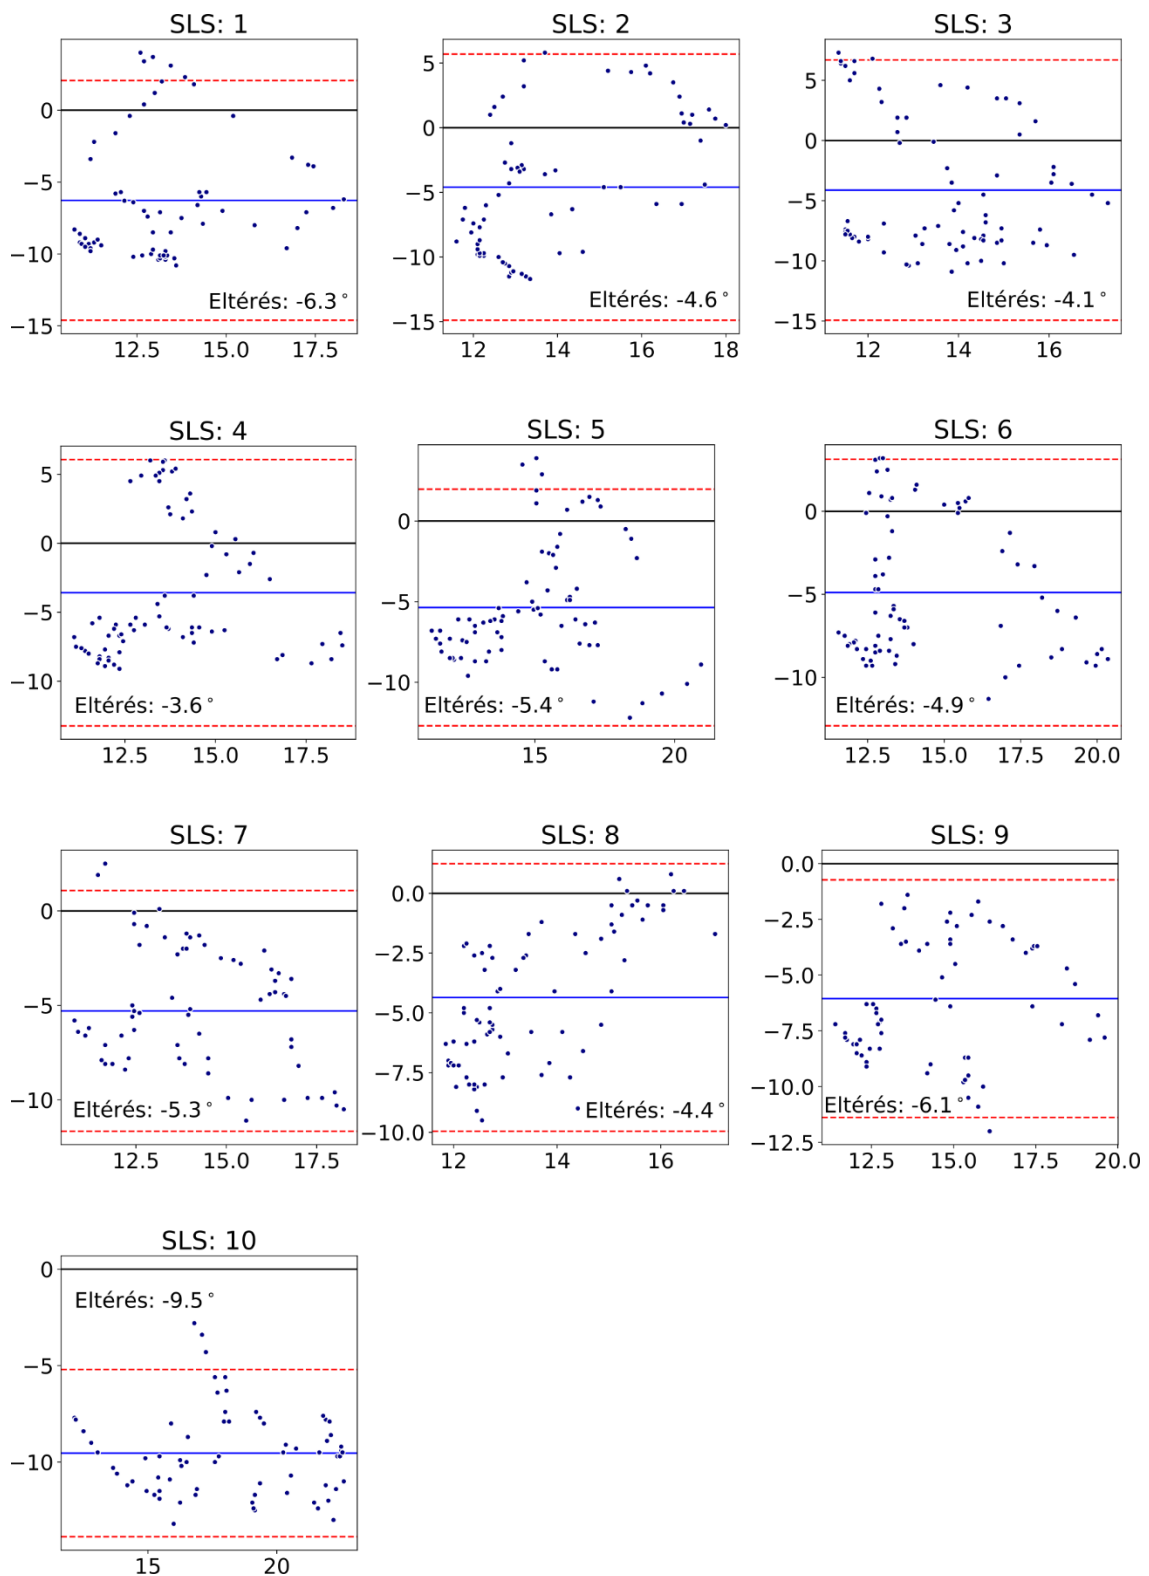 SLS: 1
SLS: 2
SLS: 3
0
−5
−10
−15
Eltérés: -6.3°
12.5 15.0 17.5
5
0
−5
−10
−15
Eltérés: -4.6°
12 14 16 18
5
0
−5
−10
−15
Eltérés: -4.1°
12 14 16
SLS: 4
SLS: 5
SLS: 6
5
0
−5
−10
Eltérés: -3.6°
12.5 15.0 17.5
5
0
−5
−10
Eltérés: -5.4°
15 20
0
−5
−10
Eltérés: -4.9°
12.5 15.0 17.5 20.0
SLS: 7
SLS: 8
SLS: 9
0
−5
−10
Eltérés: -5.3°
12.5 15.0 17.5
0.0
−2.5
−5.0
−7.5
−10.0
Eltérés: -4.4°
12 14 16
0.0
−2.5
−5.0
−7.5
−10.0
−12.5
Eltérés: -6.1°
12.5 15.0 17.5 20.0
SLS: 10
0
−5
−10
Eltérés: -9.5°
15 20